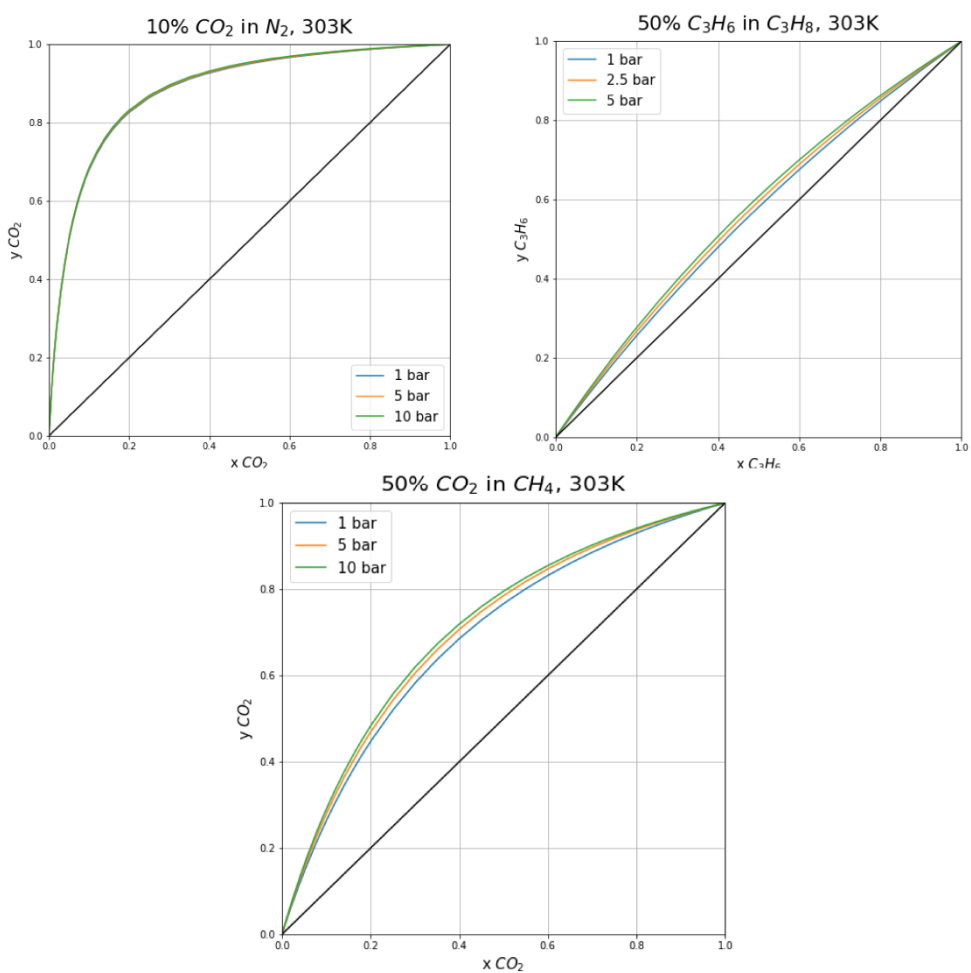 10% CO₂ in N₂, 303K
1.0
0.8
0.6
0.4
0.2
0.0
y CO₂
0.0 0.2 0.4 0.6 0.8 1.0
x CO₂
1 bar
5 bar
10 bar
50% C₃H₆ in C₃H₈, 303K
1 bar
2.5 bar
5 bar
1.0
0.8
0.6
0.4
0.2
0.0
y C₃H₆
0.0 0.2 0.4 0.6 0.8 1.0
x C₃H₆
50% CO₂ in CH₄, 303K
1 bar
5 bar
10 bar
1.0
0.8
0.6
0.4
0.2
0.0
y CO₂
0.0 0.2 0.4 0.6 0.8 1.0
x CO₂